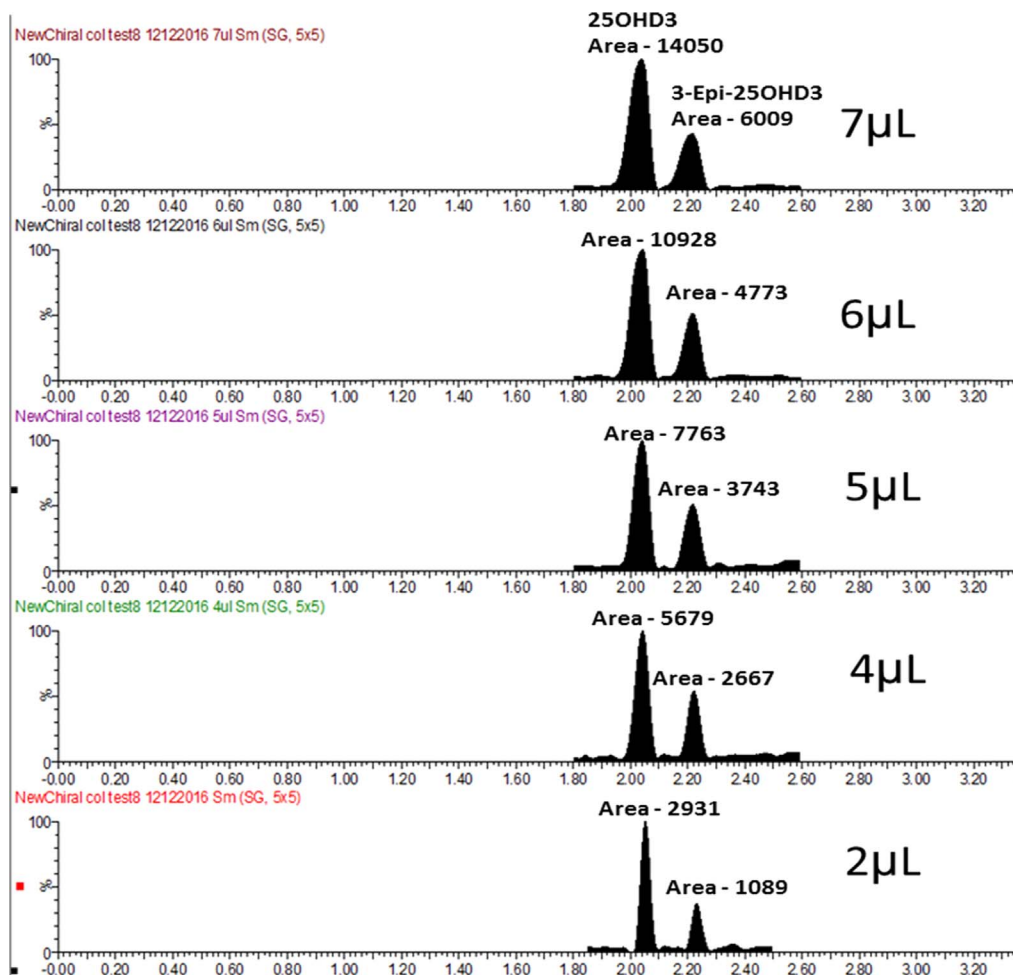 25OHD3
NewChiral col test8 12122016 7ul Sm (SG, 5x5)
Area - 14050
100
3-Epi-25OHD3
Area - 6009
7µL
%
0
-0.00 0.20 0.40 0.60 0.80 1.00 1.20 1.40 1.60 1.80 2.00 2.20 2.40 2.60 2.80 3.00 3.20
NewChiral col test8 12122016 6ul Sm (SG, 5x5)
Area - 10928
100
Area - 4773
6µL
%
0
-0.00 0.20 0.40 0.60 0.80 1.00 1.20 1.40 1.60 1.80 2.00 2.20 2.40 2.60 2.80 3.00 3.20
NewChiral col test8 12122016 5ul Sm (SG, 5x5)
Area - 7763
100
Area - 3743
5µL
%
0
-0.00 0.20 0.40 0.60 0.80 1.00 1.20 1.40 1.60 1.80 2.00 2.20 2.40 2.60 2.80 3.00 3.20
NewChiral col test8 12122016 4ul Sm (SG, 5x5)
Area - 5679
100
Area - 2667
4µL
%
0
-0.00 0.20 0.40 0.60 0.80 1.00 1.20 1.40 1.60 1.80 2.00 2.20 2.40 2.60 2.80 3.00 3.20
NewChiral col test8 12122016 Sm (SG, 5x5)
Area - 2931
100
Area - 1089
2µL
%
0
-0.00 0.20 0.40 0.60 0.80 1.00 1.20 1.40 1.60 1.80 2.00 2.20 2.40 2.60 2.80 3.00 3.20